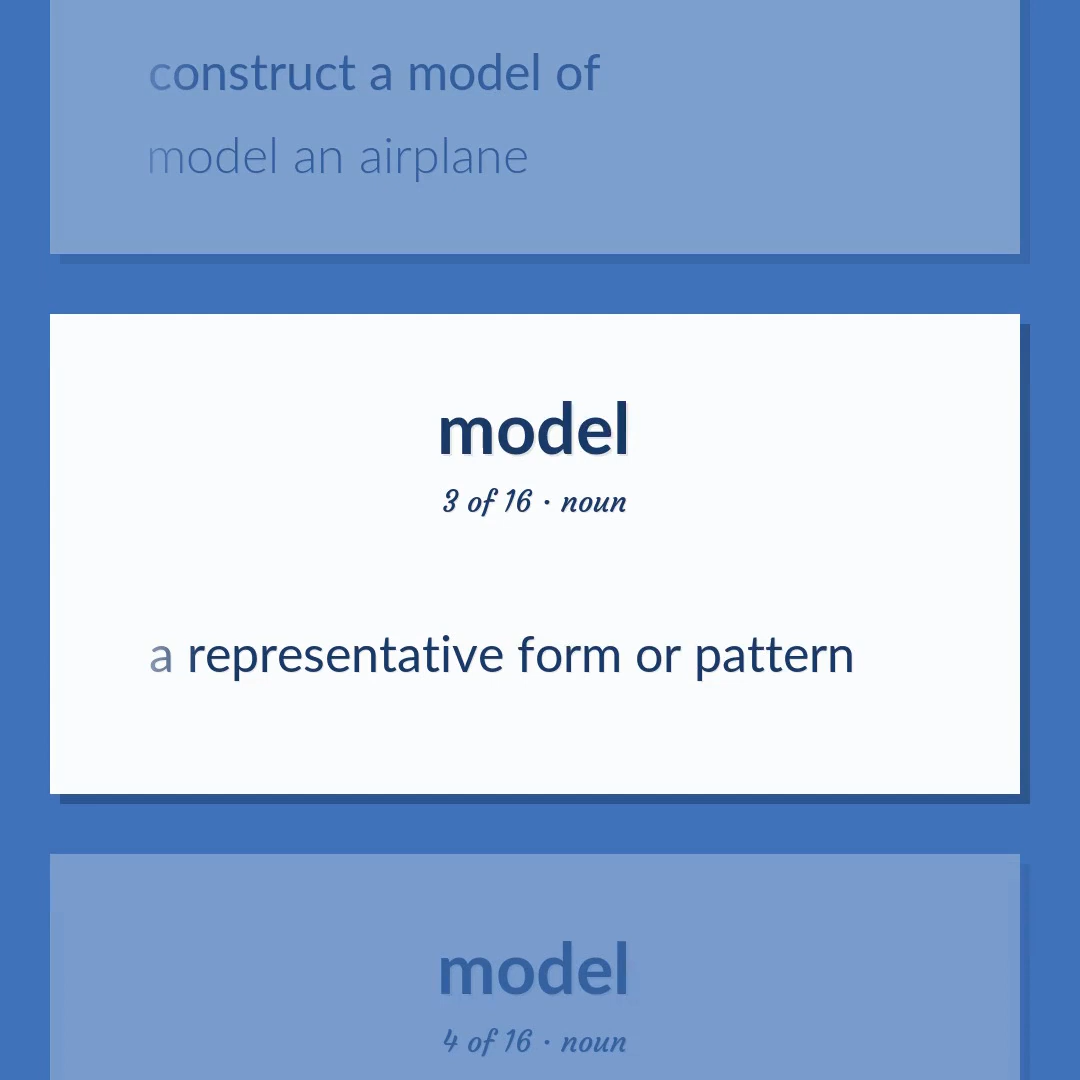 construct a model of
model an airplane
model
3 of 16 · noun
a representative form or pattern
model
4 of 16 · noun